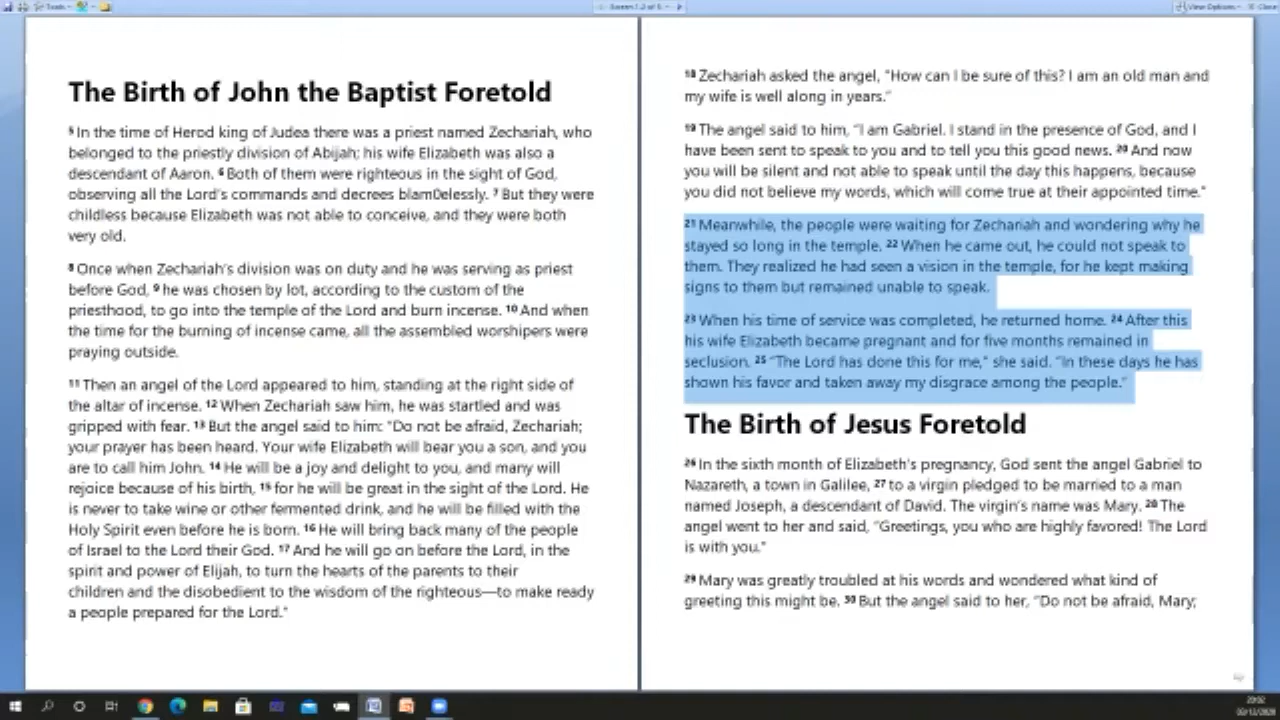 Tools
Screen 1-2 of 6
View Options
Close
The Birth of John the Baptist Foretold
5 In the time of Herod king of Judea there was a priest named Zechariah, who
belonged to the priestly division of Abijah; his wife Elizabeth was also a
descendant of Aaron. 6 Both of them were righteous in the sight of God,
observing all the Lord's commands and decrees blam0elessly. 7 But they were
childless because Elizabeth was not able to conceive, and they were both
very old.
8 Once when Zechariah's division was on duty and he was serving as priest
before God, 9 he was chosen by lot, according to the custom of the
priesthood, to go into the temple of the Lord and burn incense. 10 And when
the time for the burning of incense came, all the assembled worshipers were
praying outside.
11 Then an angel of the Lord appeared to him, standing at the right side of
the altar of incense. 12 When Zechariah saw him, he was startled and was
gripped with fear. 13 But the angel said to him: "Do not be afraid, Zechariah;
your prayer has been heard. Your wife Elizabeth will bear you a son, and you
are to call him John. 14 He will be a joy and delight to you, and many will
rejoice because of his birth, 15 for he will be great in the sight of the Lord. He
is never to take wine or other fermented drink, and he will be filled with the
Holy Spirit even before he is born. 16 He will bring back many of the people
of Israel to the Lord their God. 17 And he will go on before the Lord, in the
spirit and power of Elijah, to turn the hearts of the parents to their
children and the disobedient to the wisdom of the righteous—to make ready
a people prepared for the Lord."
18 Zechariah asked the angel, "How can I be sure of this? I am an old man and
my wife is well along in years."
19 The angel said to him, "I am Gabriel. I stand in the presence of God, and I
have been sent to speak to you and to tell you this good news. 20 And now
you will be silent and not able to speak until the day this happens, because
you did not believe my words, which will come true at their appointed time."
21 Meanwhile, the people were waiting for Zechariah and wondering why he
stayed so long in the temple. 22 When he came out, he could not speak to
them. They realized he had seen a vision in the temple, for he kept making
signs to them but remained unable to speak.
23 When his time of service was completed, he returned home. 24 After this
his wife Elizabeth became pregnant and for five months remained in
seclusion. 25 "The Lord has done this for me," she said. "In these days he has
shown his favor and taken away my disgrace among the people."
The Birth of Jesus Foretold
26 In the sixth month of Elizabeth's pregnancy, God sent the angel Gabriel to
Nazareth, a town in Galilee, 27 to a virgin pledged to be married to a man
named Joseph, a descendant of David. The virgin's name was Mary. 28 The
angel went to her and said, "Greetings, you who are highly favored! The Lord
is with you."
29 Mary was greatly troubled at his words and wondered what kind of
greeting this might be. 30 But the angel said to her, "Do not be afraid, Mary;
20:02